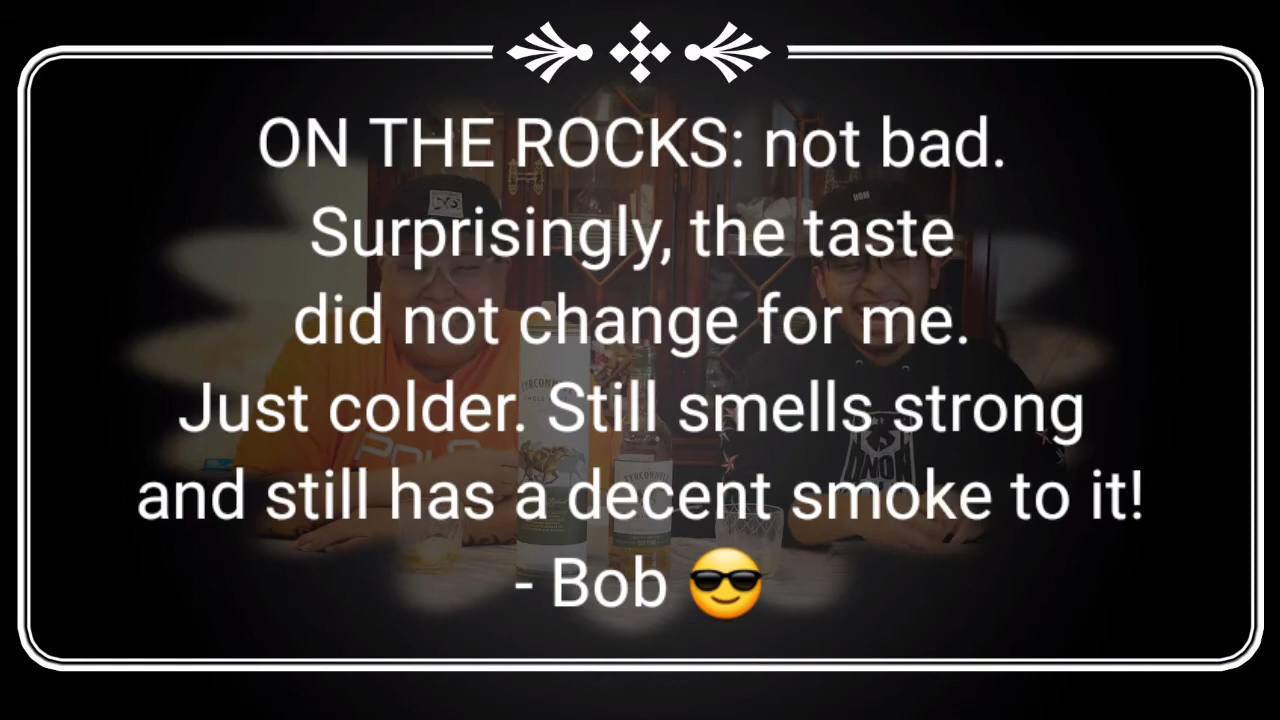 ON THE ROCKS: not bad.
Surprisingly, the taste
did not change for me.
Just colder. Still smells strong
and still has a decent smoke to it!
- Bob 😎
TYRCONNELL